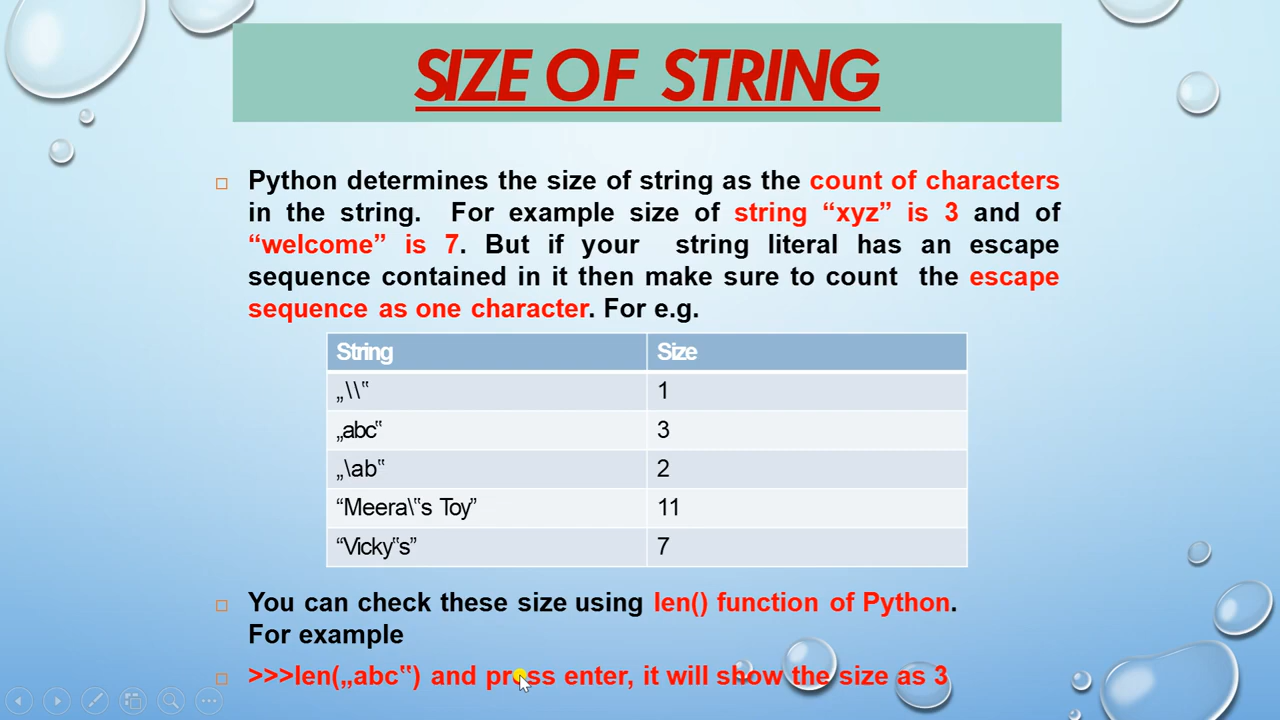 SIZE OF STRING
Python determines the size of string as the count of characters
in the string. For example size of string “xyz” is 3 and of
“welcome” is 7. But if your string literal has an escape
sequence contained in it then make sure to count the escape
sequence as one character. For e.g.
String Size
„\\‟ 1
„abc‟ 3
„\ab‟ 2
“Meera\‟s Toy” 11
“Vicky‟s” 7
You can check these size using len() function of Python.
For example
>>>len(„abc‟) and press enter, it will show the size as 3